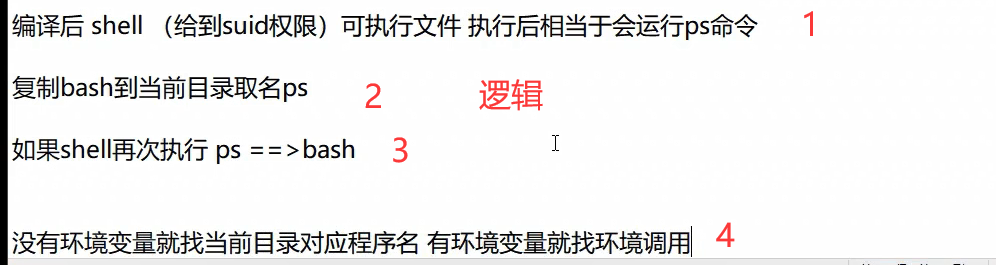 编译后 shell （给到suid权限）可执行文件 执行后相当于会运行ps命令 1
复制bash到当前目录取名ps 2 逻辑
如果shell再次执行 ps ==>bash 3
没有环境变量就找当前目录对应程序名 有环境变量就找环境调用 4